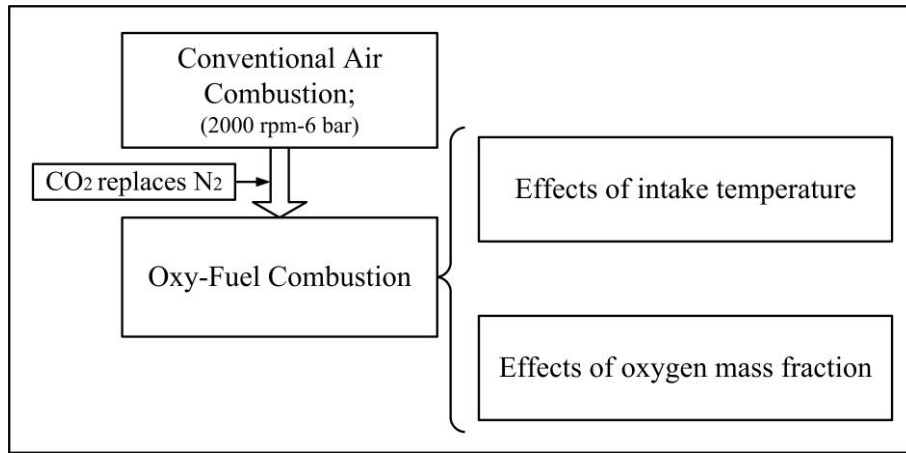 Conventional Air
Combustion;
(2000 rpm-6 bar)
CO2 replaces N2
Oxy-Fuel Combustion
Effects of intake temperature
Effects of oxygen mass fraction